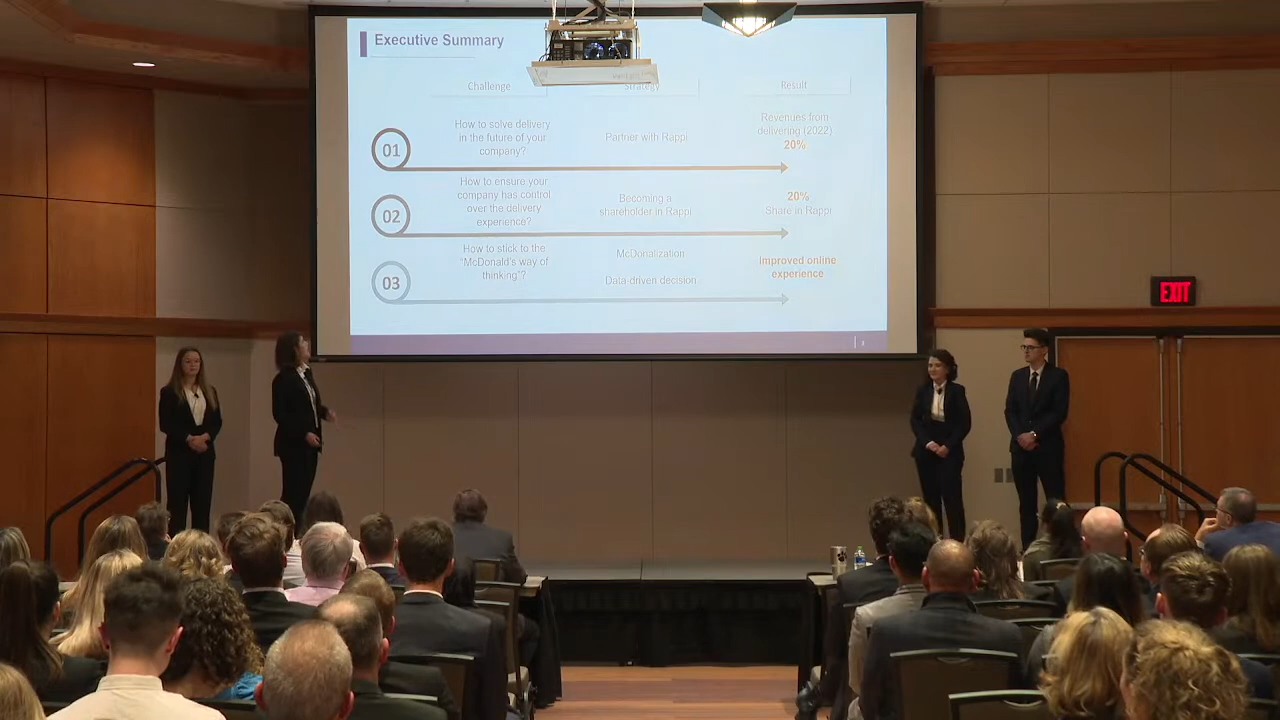 Executive Summary
Challenge
Strategy
Result
01
How to solve delivery
in the future of your
company?
Partner with Rappi
Revenues from
delivering (2022)
20%
02
How to ensure your
company has control
over the delivery
experience?
Becoming a
shareholder in Rappi
20%
Share in Rappi
03
How to stick to the
"McDonald's way of
thinking"?
McDonalization
Data-driven decision
Improved online
experience
EXIT